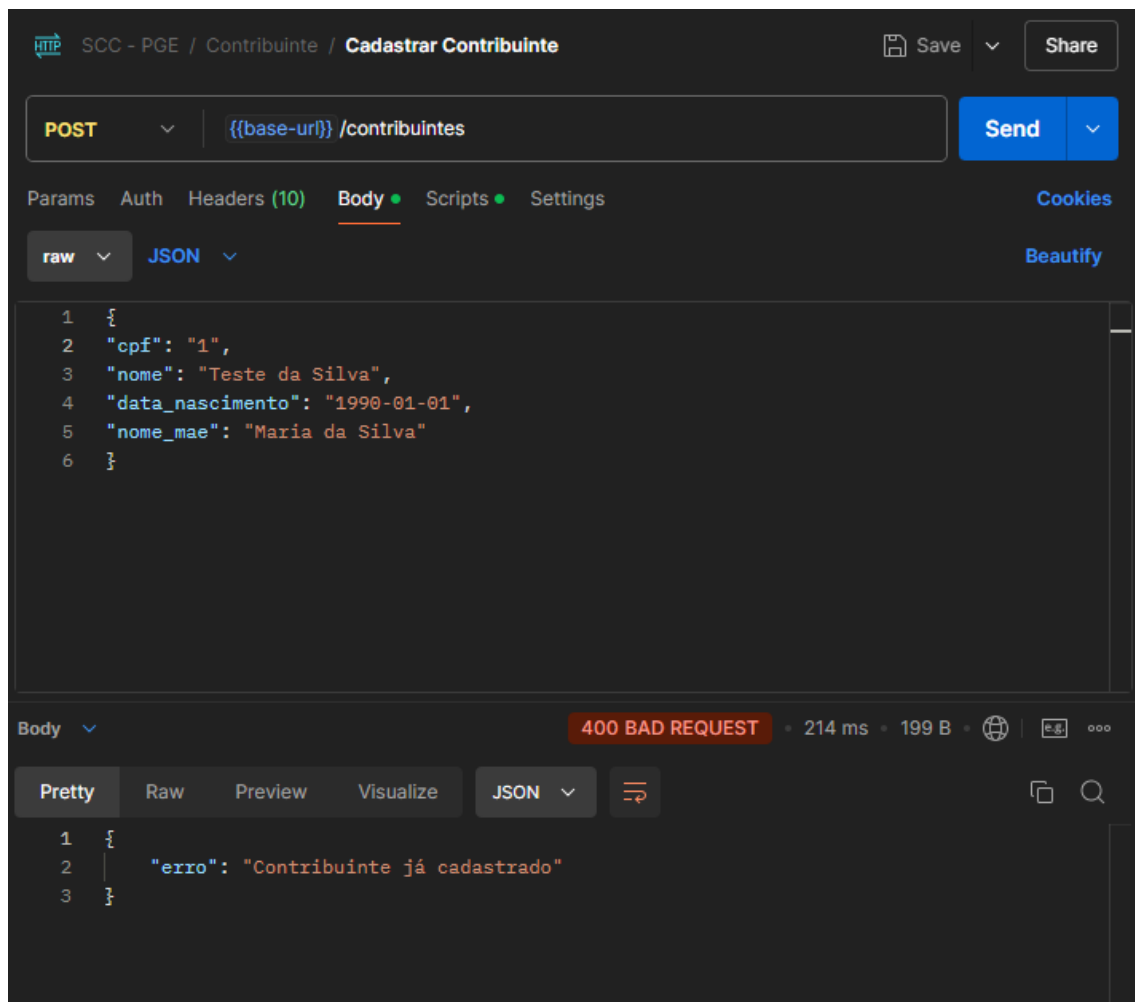 HTTP SCC - PGE / Contribuinte / Cadastrar Contribuinte Save Share
POST {{base-url}} /contribuintes Send
Params Auth Headers (10) Body Scripts Settings Cookies
raw JSON Beautify
1 {
2 "cpf": "1",
3 "nome": "Teste da Silva",
4 "data_nascimento": "1990-01-01",
5 "nome_mae": "Maria da Silva"
6 }
Body 400 BAD REQUEST 214 ms 199 B e.g.
Pretty Raw Preview Visualize JSON
1 {
2 "erro": "Contribuinte já cadastrado"
3 }